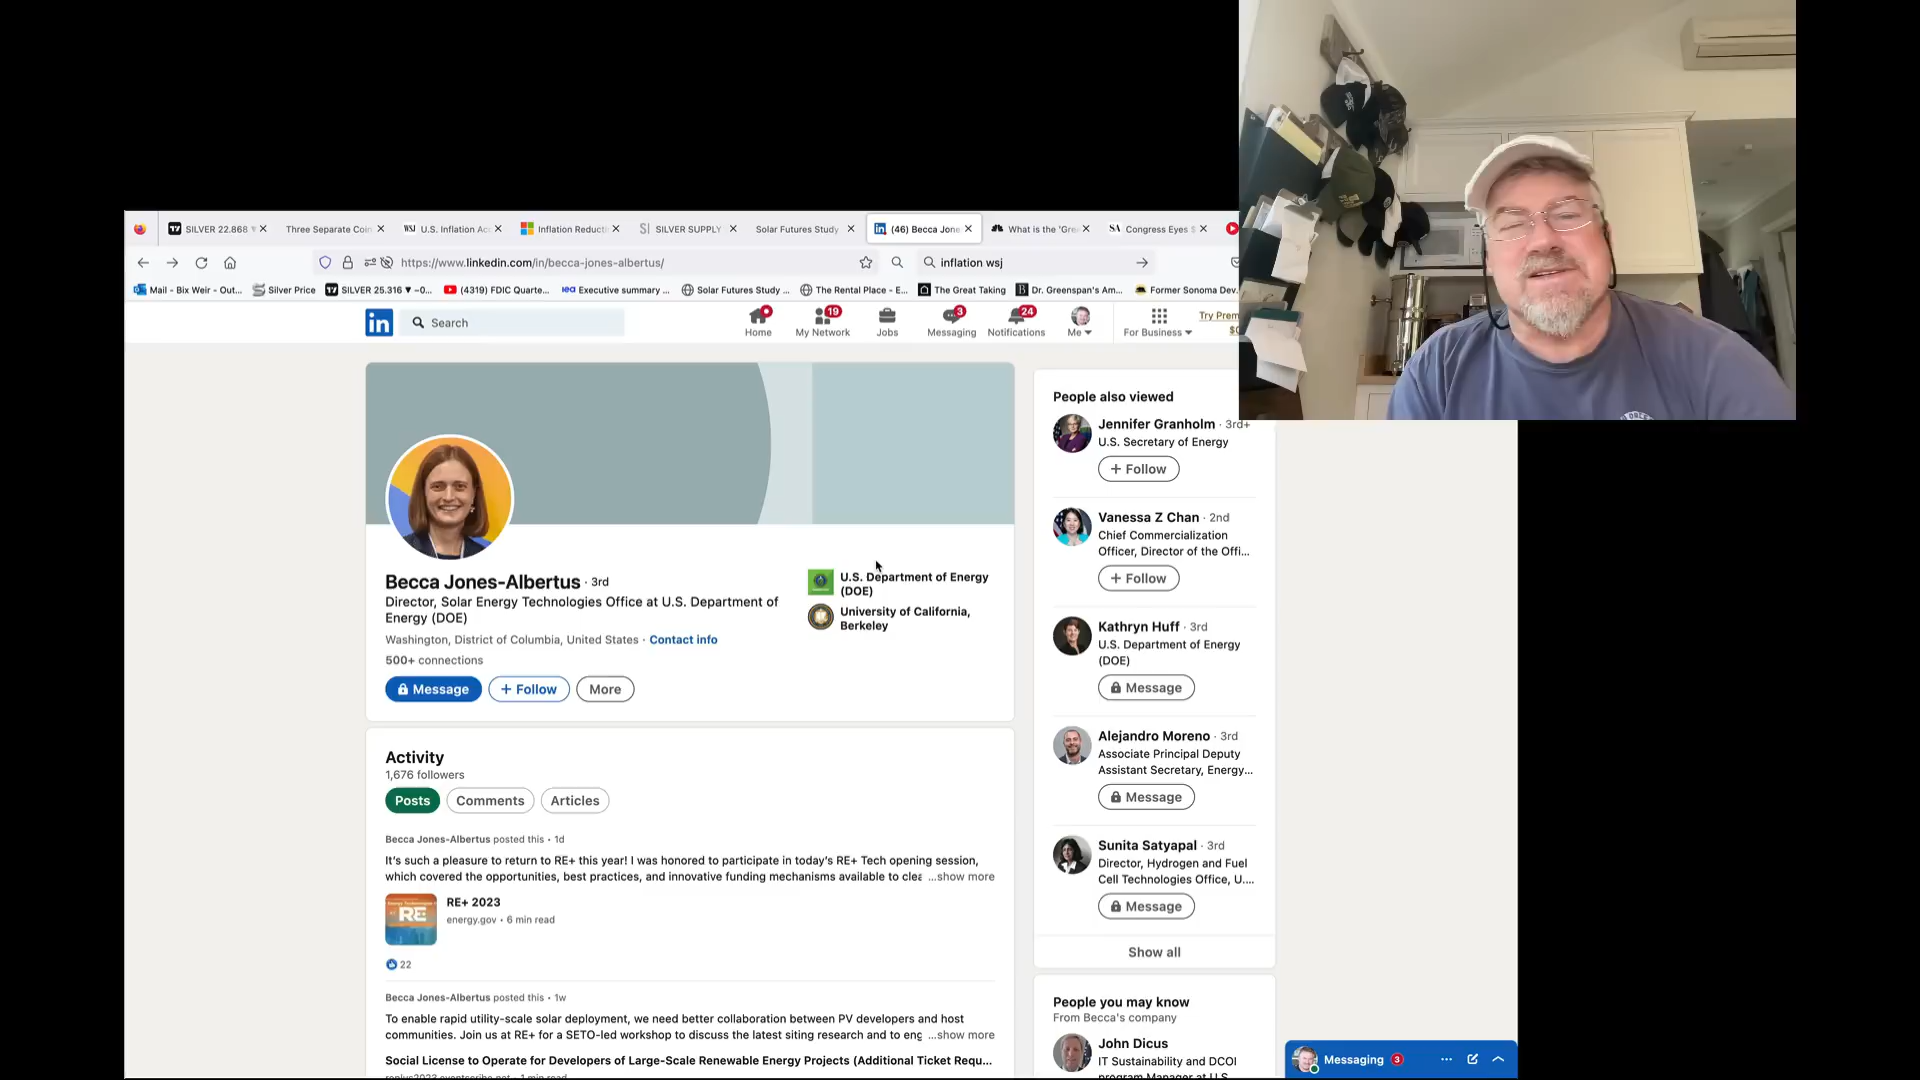 SILVER 22.868
Three Separate Coin
WSJ U.S. Inflation Ac
Inflation Reducti
SI SILVER SUPPLY
Solar Futures Study
(46) Becca Jone
What is the 'Gre
SA Congress Eyes
https://www.linkedin.com/in/becca-jones-albertus/
inflation wsj
Mail - Bix Weir - Out...
Silver Price
SILVER 25.316 ▼ −0...
(4319) FDIC Quarte...
iea Executive summary ...
Solar Futures Study ...
The Rental Place - E...
The Great Taking
Dr. Greenspan's Am...
Former Sonoma Dev.
in
Search
Home
19
My Network
Jobs
3
Messaging
24
Notifications
Me
For Business
Try Prem
Becca Jones-Albertus · 3rd
Director, Solar Energy Technologies Office at U.S. Department of
Energy (DOE)
Washington, District of Columbia, United States · Contact info
500+ connections
Message
+ Follow
More
U.S. Department of Energy
(DOE)
University of California,
Berkeley
Activity
1,676 followers
Posts
Comments
Articles
Becca Jones-Albertus posted this • 1d
It's such a pleasure to return to RE+ this year! I was honored to participate in today's RE+ Tech opening session,
which covered the opportunities, best practices, and innovative funding mechanisms available to clea ...show more
RE
RE+ 2023
energy.gov • 6 min read
22
Becca Jones-Albertus posted this • 1w
To enable rapid utility-scale solar deployment, we need better collaboration between PV developers and host
communities. Join us at RE+ for a SETO-led workshop to discuss the latest siting research and to eng ...show more
Social License to Operate for Developers of Large-Scale Renewable Energy Projects (Additional Ticket Requ...
People also viewed
Jennifer Granholm · 3rd+
U.S. Secretary of Energy
+ Follow
Vanessa Z Chan · 2nd
Chief Commercialization
Officer, Director of the Offi...
+ Follow
Kathryn Huff · 3rd
U.S. Department of Energy
(DOE)
Message
Alejandro Moreno · 3rd
Associate Principal Deputy
Assistant Secretary, Energy...
Message
Sunita Satyapal · 3rd
Director, Hydrogen and Fuel
Cell Technologies Office, U....
Message
Show all
People you may know
From Becca's company
John Dicus
IT Sustainability and DCOI
program Manager at U.S.
Messaging 3